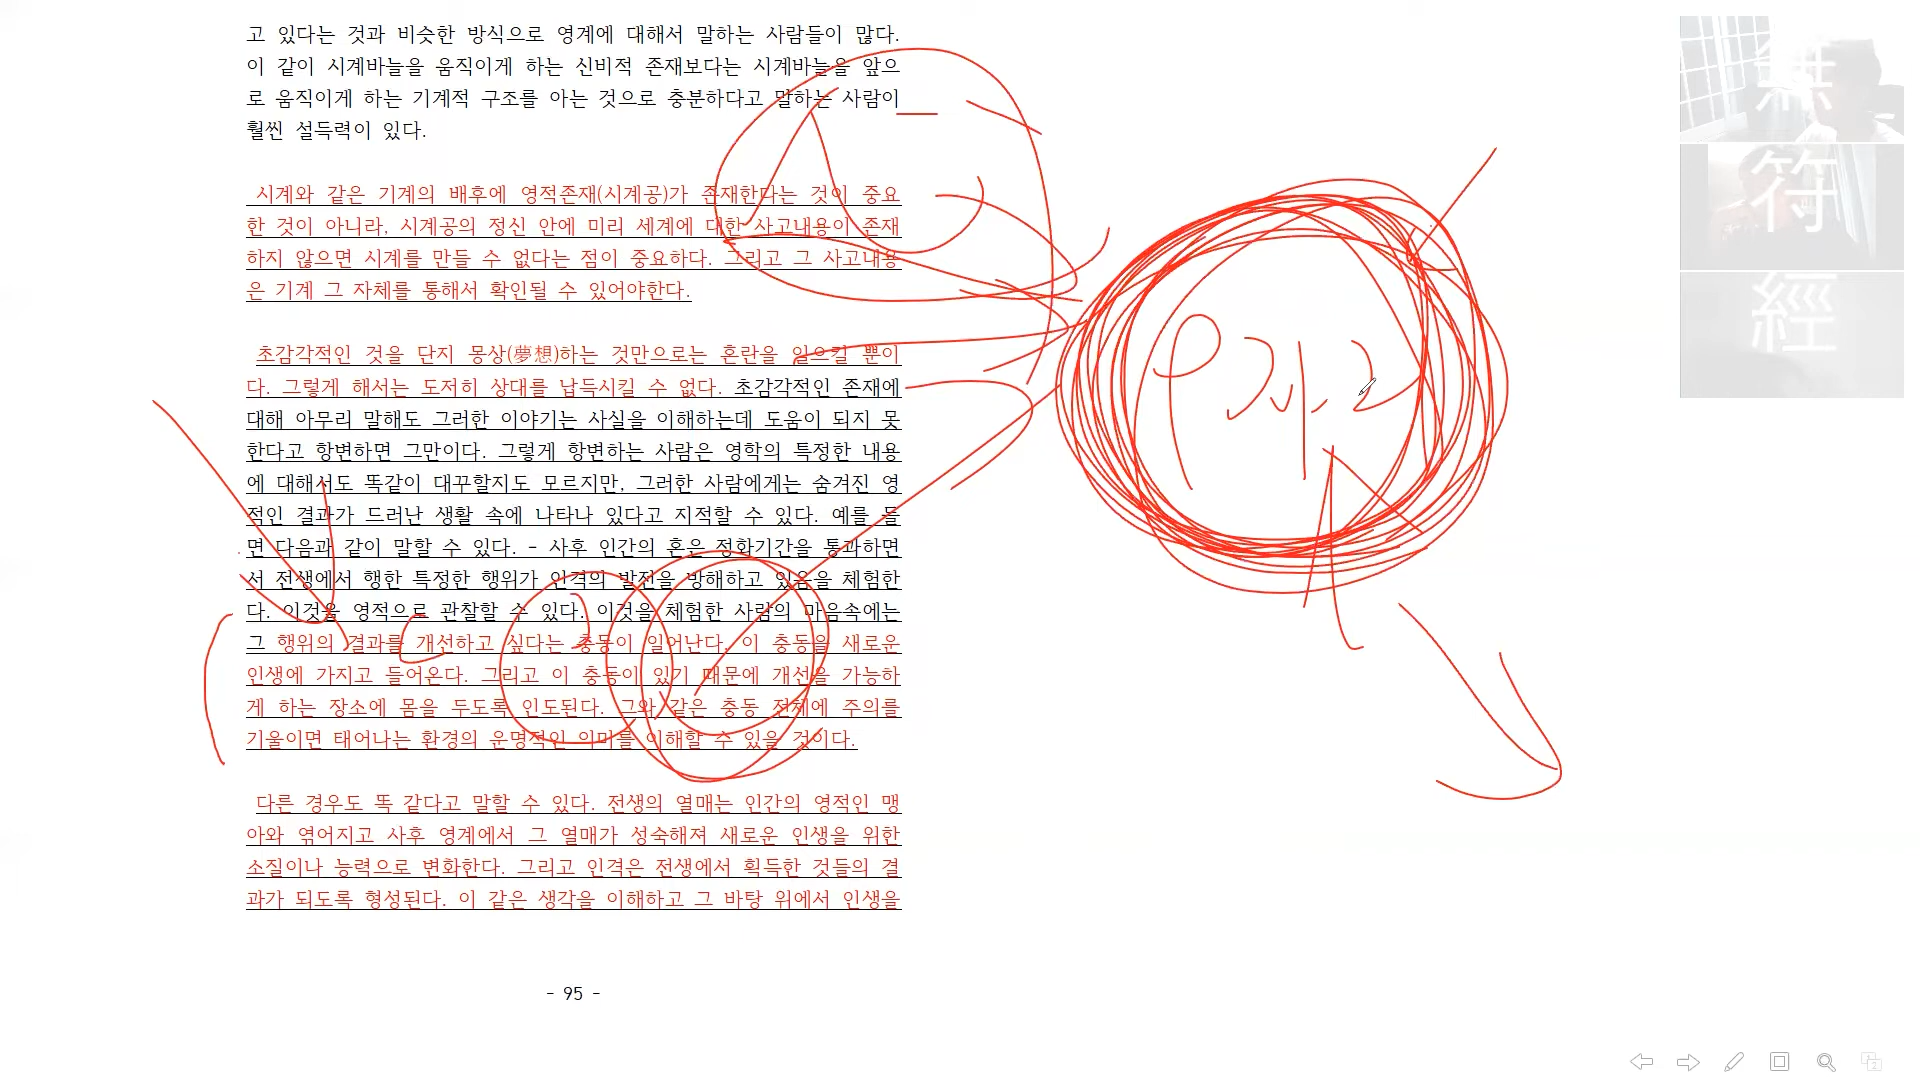 고 있다는 것과 비슷한 방식으로 영계에 대해서 말하는 사람들이 많다.
이 같이 시계바늘을 움직이게 하는 신비적 존재보다는 시계바늘을 앞으
로 움직이게 하는 기계적 구조를 아는 것으로 충분하다고 말하는 사람이
훨씬 설득력이 있다.
시계와 같은 기계의 배후에 영적존재(시계공)가 존재한다는 것이 중요
한 것이 아니라, 시계공의 정신 안에 미리 세계에 대한 사고내용이 존재
하지 않으면 시계를 만들 수 없다는 점이 중요하다. 그리고 그 사고내용
은 기계 그 자체를 통해서 확인될 수 있어야한다.
초감각적인 것을 단지 몽상(夢想)하는 것만으로는 혼란을 일으킬 뿐이
다. 그렇게 해서는 도저히 상대를 납득시킬 수 없다. 초감각적인 존재에
대해 아무리 말해도 그러한 이야기는 사실을 이해하는데 도움이 되지 못
한다고 항변하면 그만이다. 그렇게 항변하는 사람은 영학의 특정한 내용
에 대해서도 똑같이 대꾸할지도 모르지만, 그러한 사람에게는 숨겨진 영
적인 결과가 드러난 생활 속에 나타나 있다고 지적할 수 있다. 예를 들
면 다음과 같이 말할 수 있다. - 사후 인간의 혼은 정화기간을 통과하면
서 전생에서 행한 특정한 행위가 인격의 발전을 방해하고 있음을 체험한
다. 이것을 영적으로 관찰할 수 있다. 이것을 체험한 사람의 마음속에는
그 행위의 결과를 개선하고 싶다는 충동이 일어난다. 이 충동을 새로운
인생에 가지고 들어온다. 그리고 이 충동이 있기 때문에 개선을 가능하
게 하는 장소에 몸을 두도록 인도된다. 그와 같은 충동 전체에 주의를
기울이면 태어나는 환경의 운명적인 의미를 이해할 수 있을 것이다.
다른 경우도 똑 같다고 말할 수 있다. 전생의 열매는 인간의 영적인 맹
아와 엮어지고 사후 영계에서 그 열매가 성숙해져 새로운 인생을 위한
소질이나 능력으로 변화한다. 그리고 인격은 전생에서 획득한 것들의 결
과가 되도록 형성된다. 이 같은 생각을 이해하고 그 바탕 위에서 인생을
- 95 -
無
符
經